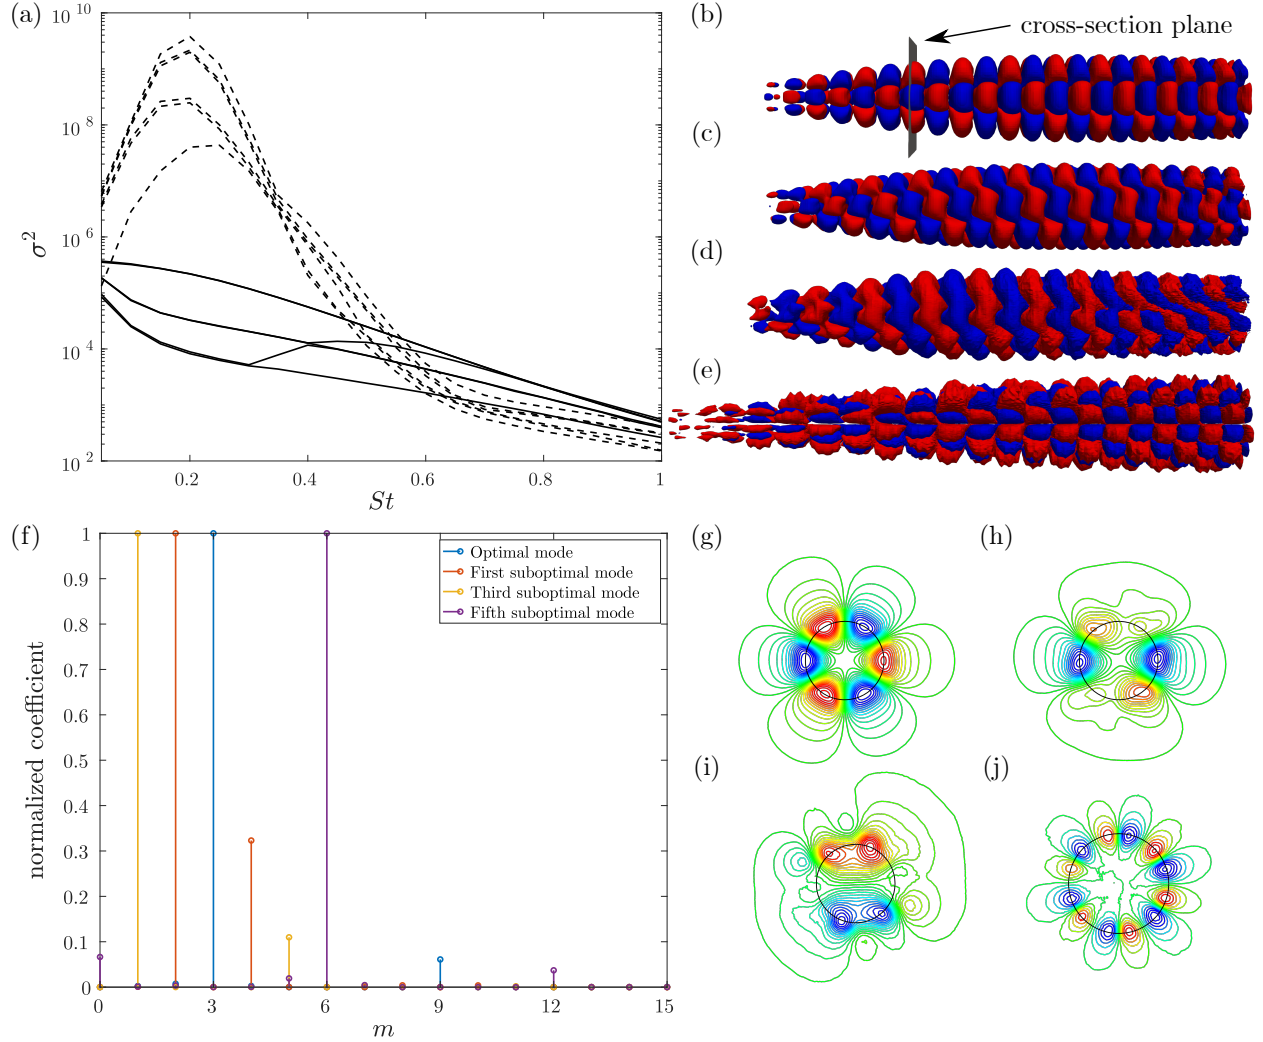 (a)
10 10
10 8
10 6
10 4
10 2
σ2
0.2
0.4
0.6
0.8
1
St
(b)
cross-section plane
(c)
(d)
(e)
(f)
1
0.9
0.8
0.7
0.6
0.5
0.4
0.3
0.2
0.1
0
normalized coefficient
Optimal mode
First suboptimal mode
Third suboptimal mode
Fifth suboptimal mode
0
3
6
9
12
15
m
(g)
(h)
(i)
(j)